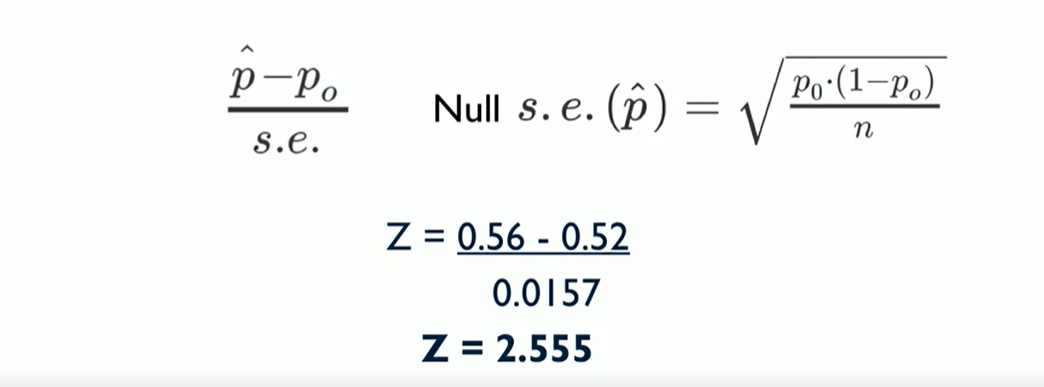 p̂−pₒ / s.e.
Null s.e.(p̂) = √(p₀·(1−pₒ) / n)
Z = 0.56 - 0.52
0.0157
Z = 2.555